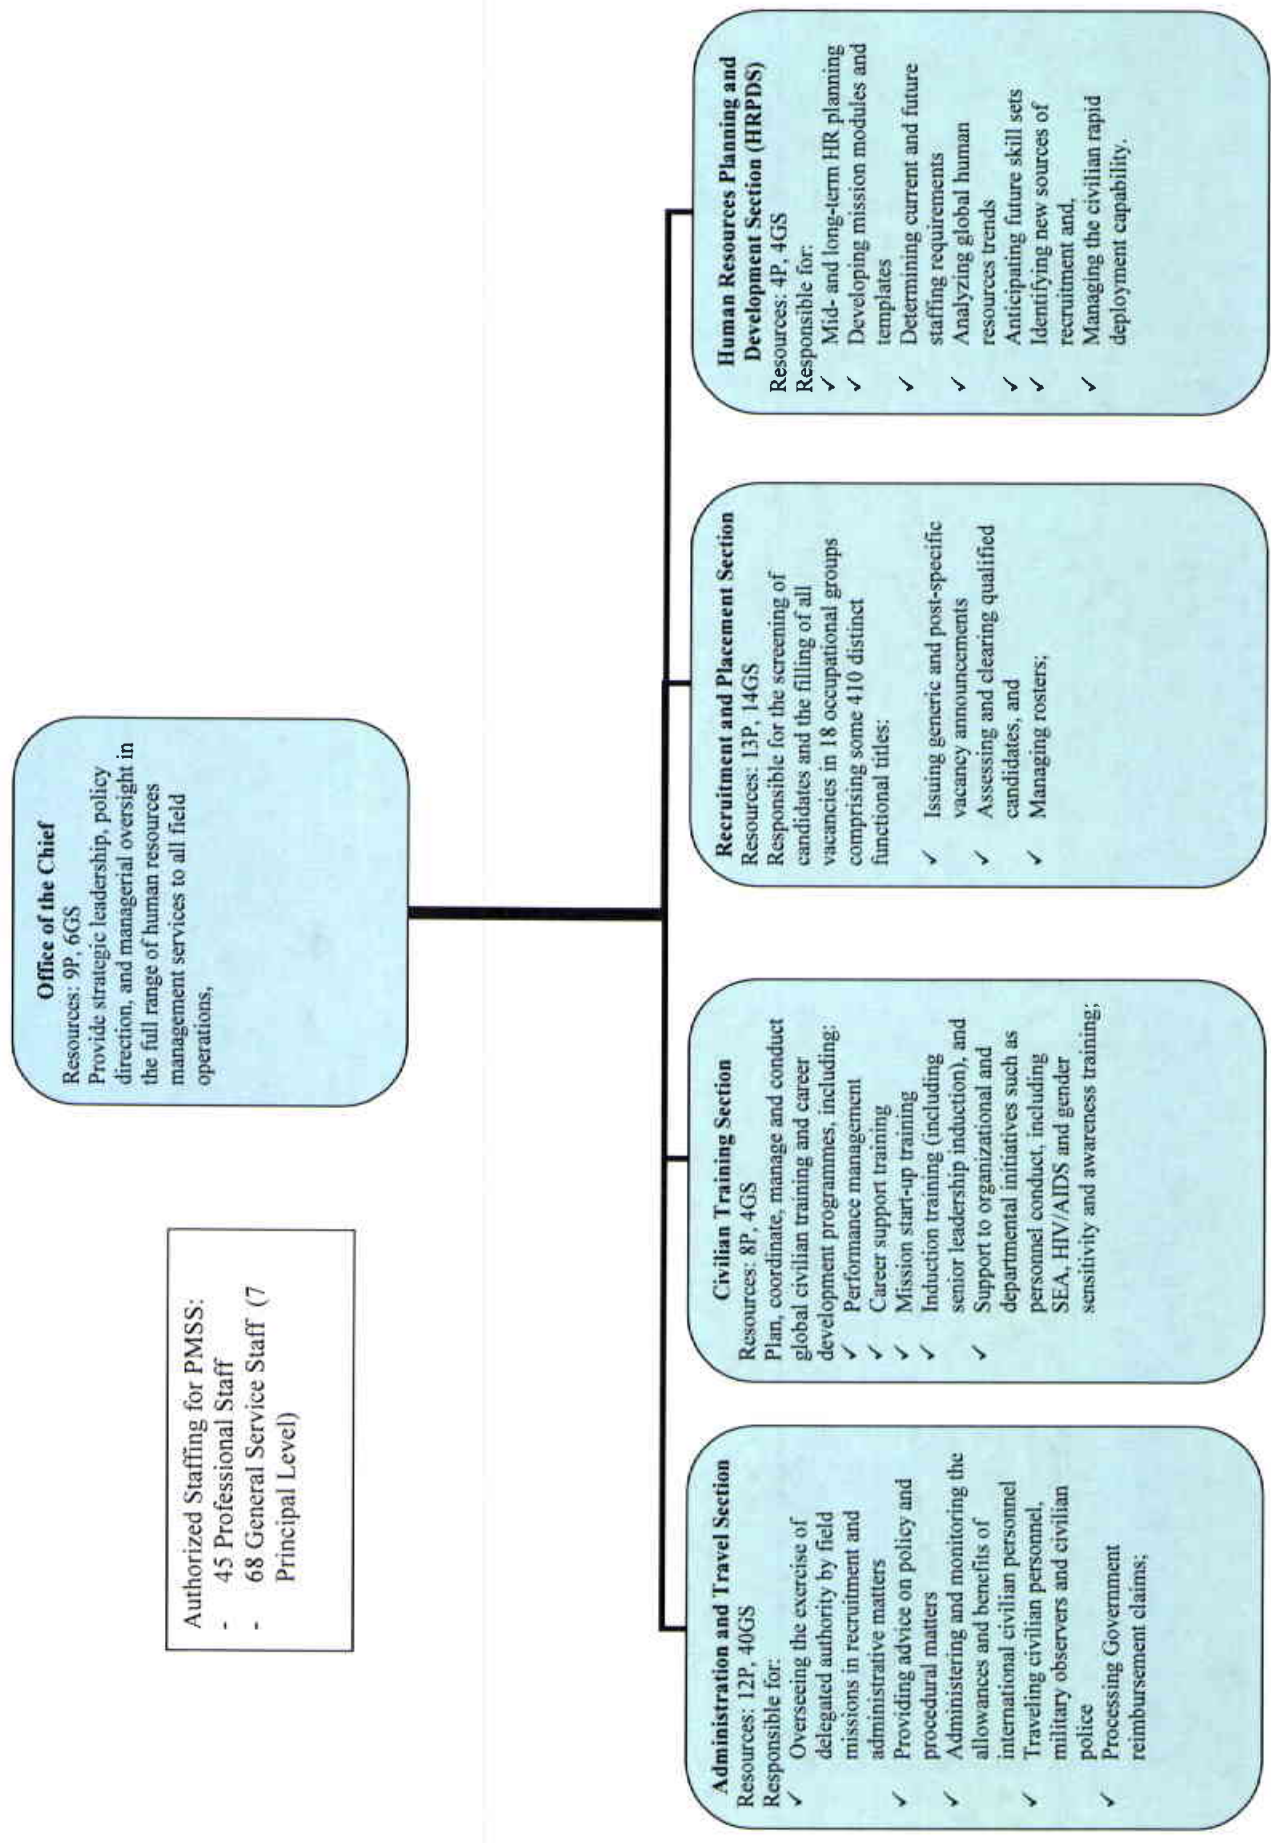 Office of the Chief
Resources: 9P, 6GS
Provide strategic leadership, policy
direction, and managerial oversight in
the full range of human resources
management services to all field
operations,
Authorized Staffing for PMSS:
- 45 Professional Staff
- 68 General Service Staff (7
Principal Level)
Administration and Travel Section
Resources: 12P, 40GS
Responsible for:
✓ Overseeing the exercise of
delegated authority by field
missions in recruitment and
administrative matters
✓ Providing advice on policy and
procedural matters
✓ Administering and monitoring the
allowances and benefits of
international civilian personnel
✓ Traveling civilian personnel,
military observers and civilian
police
✓ Processing Government
reimbursement claims;
Civilian Training Section
Resources: 8P, 4GS
Plan, coordinate, manage and conduct
global civilian training and career
development programmes, including:
✓ Performance management
✓ Career support training
✓ Mission start-up training
✓ Induction training (including
senior leadership induction), and
✓ Support to organizational and
departmental initiatives such as
personnel conduct, including
SEA, HIV/AIDS and gender
sensitivity and awareness training;
Recruitment and Placement Section
Resources: 13P, 14GS
Responsible for the screening of
candidates and the filling of all
vacancies in 18 occupational groups
comprising some 410 distinct
functional titles:
✓ Issuing generic and post-specific
vacancy announcements
✓ Assessing and clearing qualified
candidates, and
✓ Managing rosters;
Human Resources Planning and
Development Section (HRPDS)
Resources: 4P, 4GS
Responsible for:
✓ Mid- and long-term HR planning
✓ Developing mission modules and
templates
✓ Determining current and future
staffing requirements
✓ Analyzing global human
resources trends
✓ Anticipating future skill sets
✓ Identifying new sources of
recruitment and,
✓ Managing the civilian rapid
deployment capability.